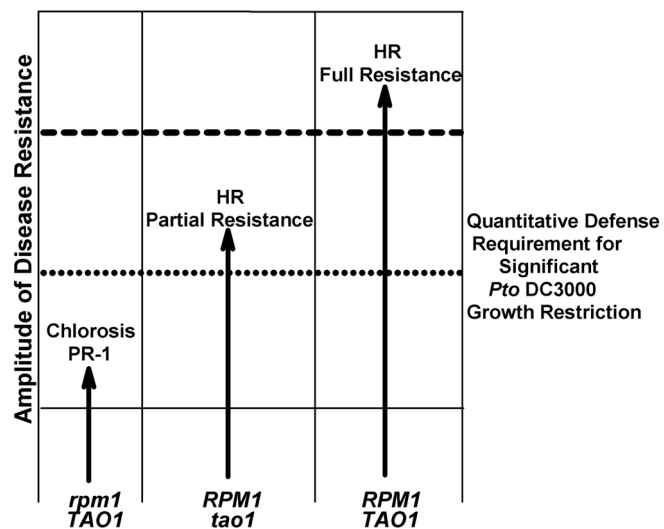 Amplitude of Disease Resistance
HR
Full Resistance
HR
Partial Resistance
Chlorosis
PR-1
Quantitative Defense
Requirement for
Significant
Pto DC3000
Growth Restriction
rpm1
TAO1
RPM1
tao1
RPM1
TAO1